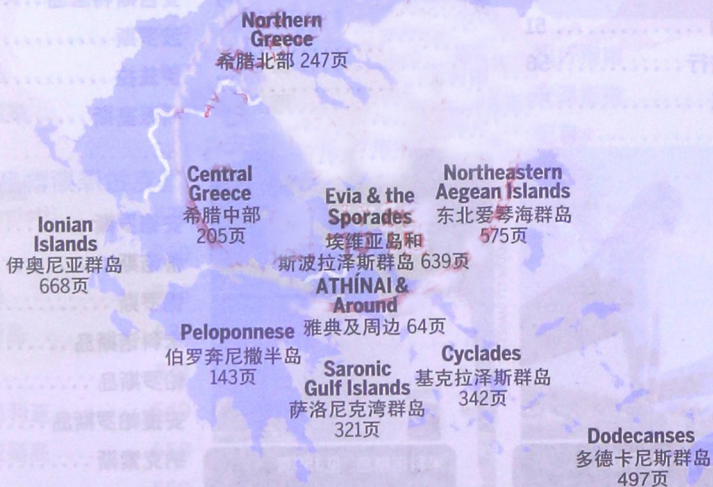 Northern
Greece
希腊北部 247页
Central
Greece
希腊中部
205页
Northeastern
Aegean Islands
东北爱琴海群岛
575页
Evia & the
Sporades
埃维亚岛和
斯波拉泽斯群岛 639页
Ionian
Islands
伊奥尼亚群岛
668页
ATHÍNAI &
Around
雅典及周边 64页
Peloponnese
伯罗奔尼撒半岛
143页
Saronic
Gulf Islands
萨洛尼克湾群岛
321页
Cyclades
基克拉泽斯群岛
342页
Dodecanses
多德卡尼斯群岛
497页